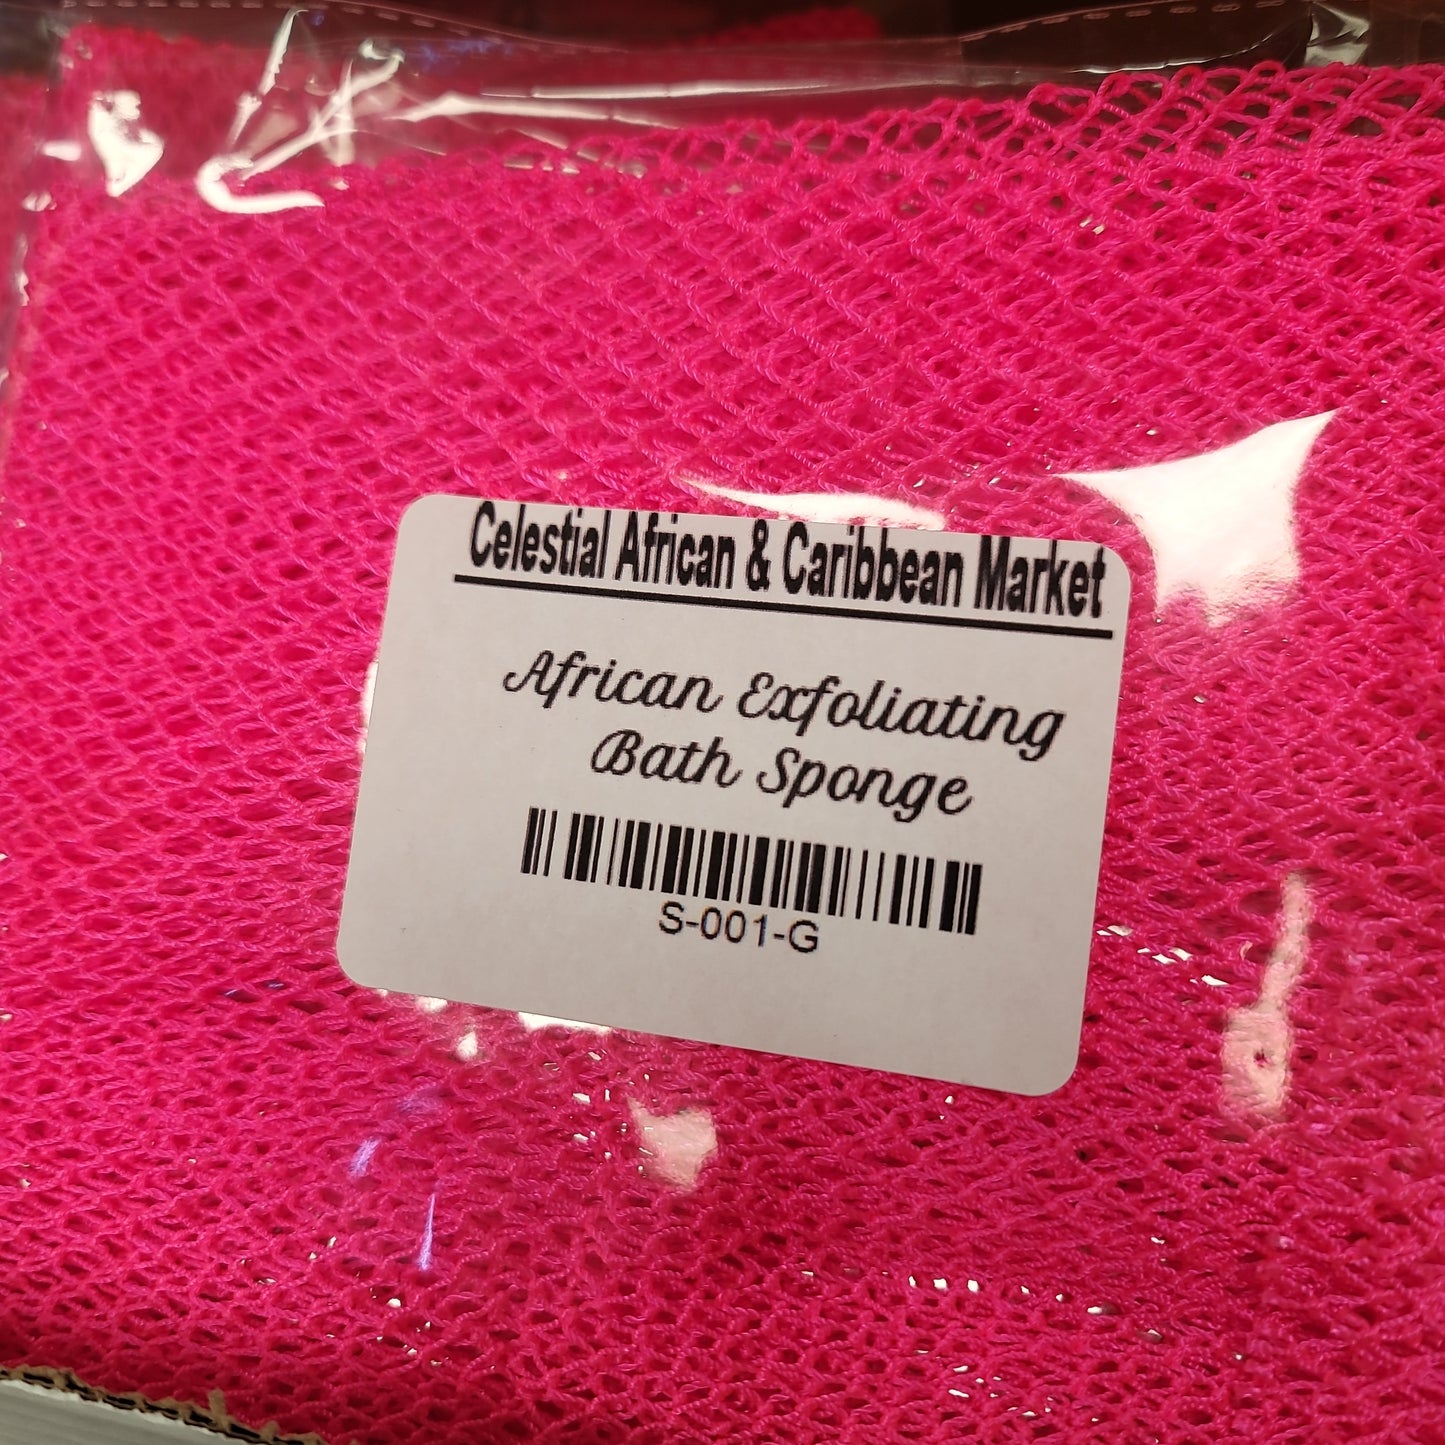 Celestial African & Caribbean Market
African Exfoliating
Bath Sponge
S-001-G